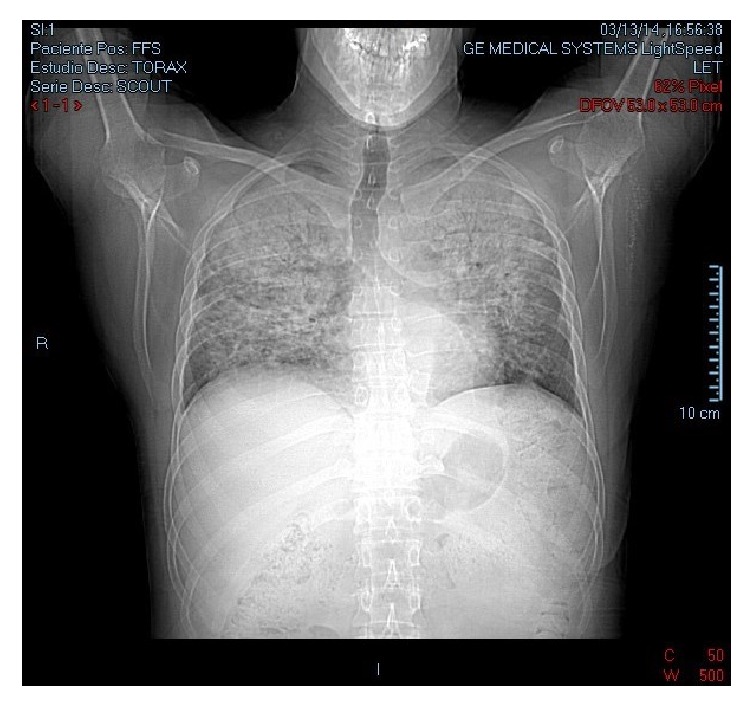 SI:1
Paciente Pos: FFS
Estudio Desc: TORAX
Serie Desc: SCOUT
<1-1>
03/13/14, 16:56:38
GE MEDICAL SYSTEMS LightSpeed
LET
62% Pixel
DFOV 53.0 x 53.0 cm
R
10 cm
I
C 50
W 500